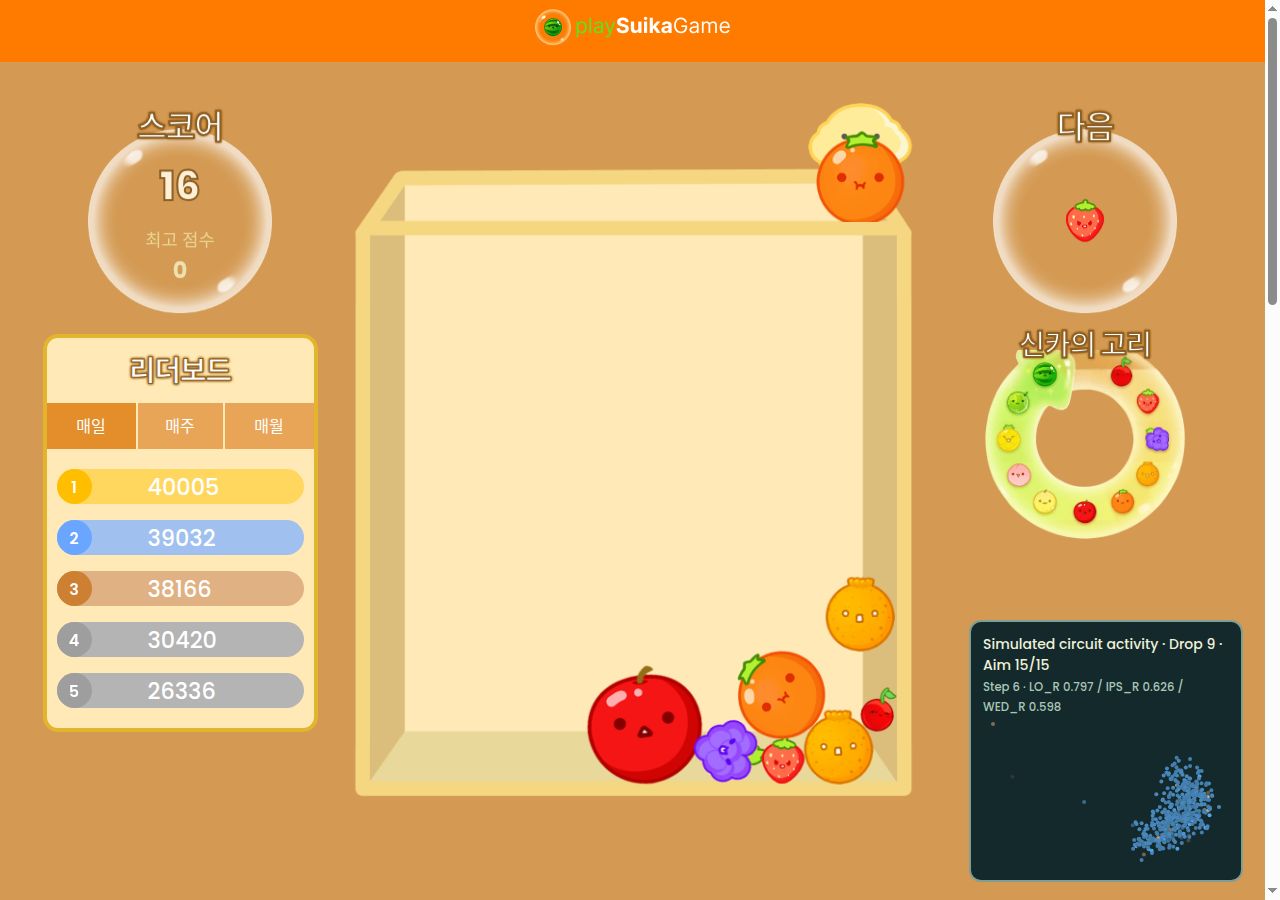 playSuikaGame
스코어
16
최고 점수
0
다음
리더보드
매일 매주 매월
1 40005
2 39032
3 38166
4 30420
5 26336
신카의 고리
Simulated circuit activity · Drop 9 ·
Aim 15/15
Step 6 · LO_R 0.797 / IPS_R 0.626 /
WED_R 0.598